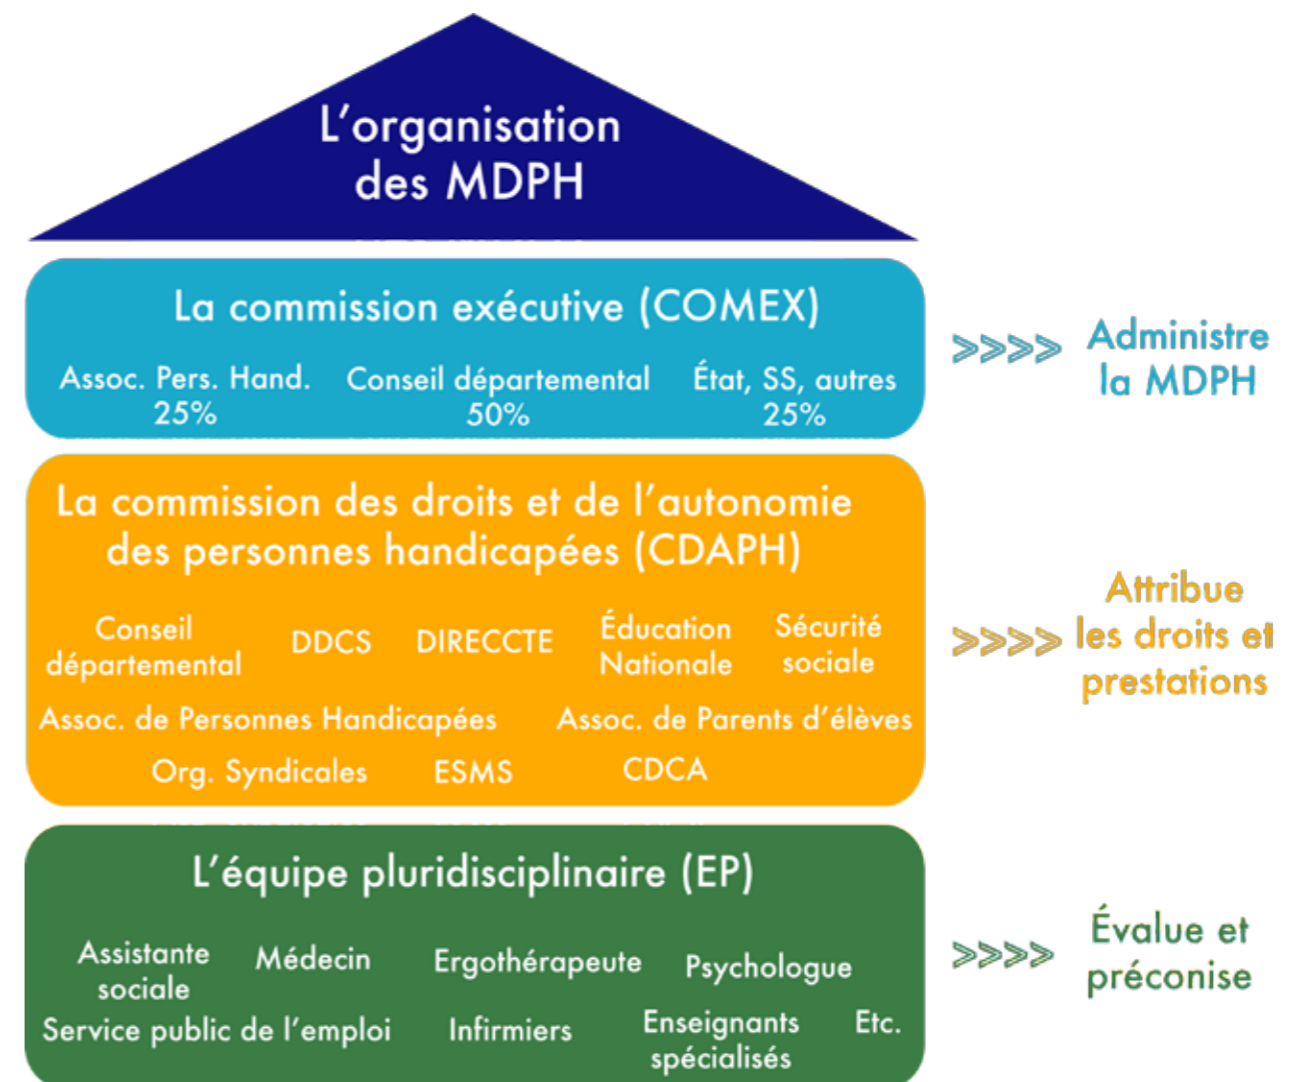 L'organisation
des MDPH
La commission exécutive (COMEX)
Assoc. Pers. Hand.
25%
Conseil départemental
50%
État, SS, autres
25%
>>>>
Administre
la MDPH
La commission des droits et de l'autonomie
des personnes handicapées (CDAPH)
Conseil
départemental
DDCS
DIRECCTE
Éducation
Nationale
Sécurité
sociale
Assoc. de Personnes Handicapées
Assoc. de Parents d'élèves
Org. Syndicales
ESMS
CDCA
>>>>
Attribue
les droits et
prestations
L'équipe pluridisciplinaire (EP)
Assistante
sociale
Médecin
Ergothérapeute
Psychologue
Service public de l'emploi
Infirmiers
Enseignants
spécialisés
Etc.
>>>>
Évalue et
préconise